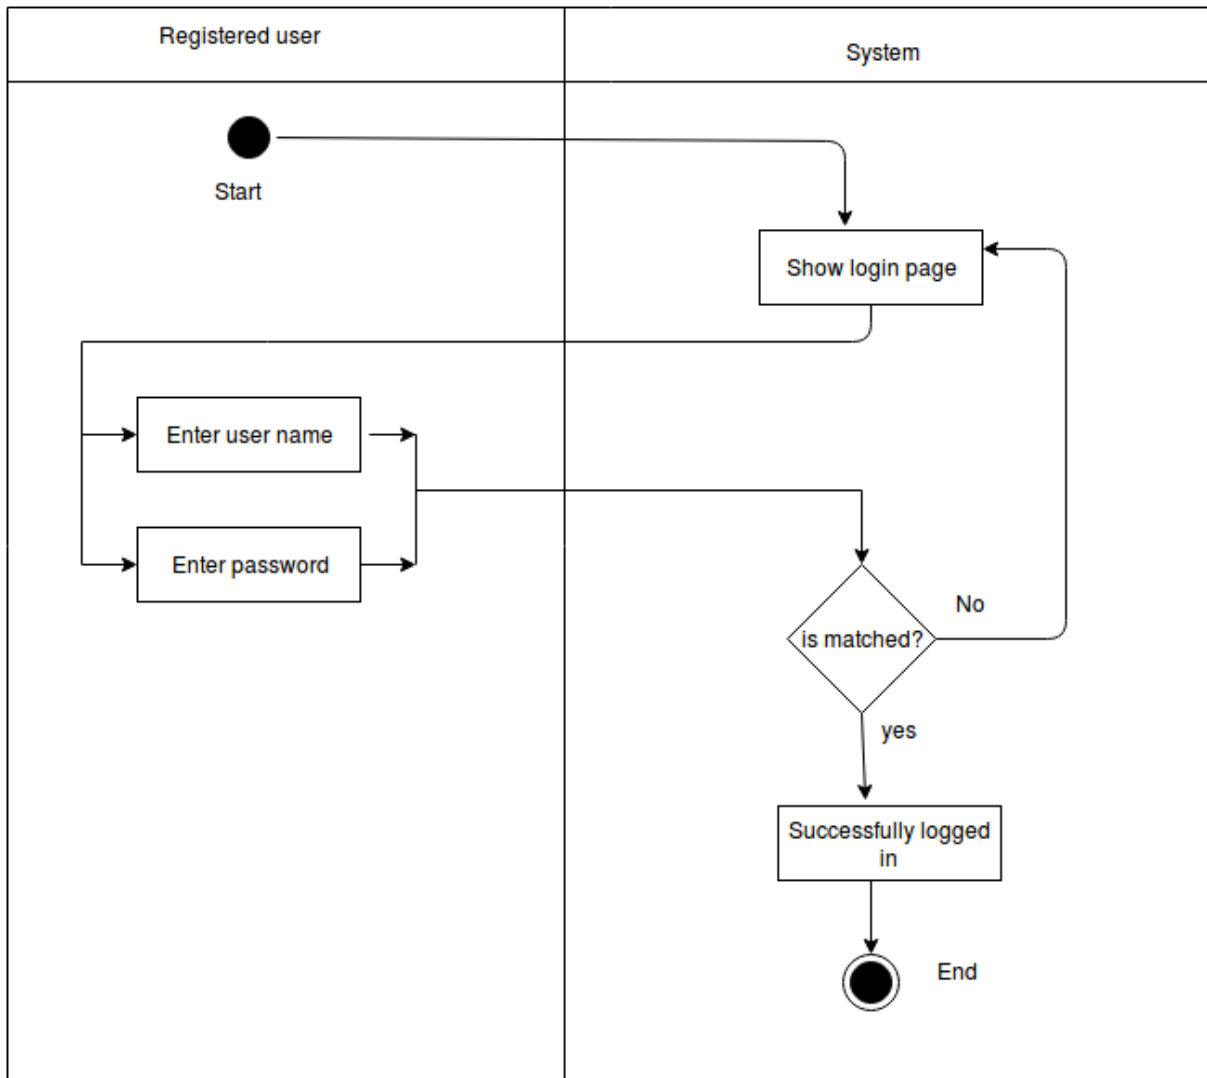 Registered user
System
Start
Show login page
Enter user name
Enter password
is matched?
No
yes
Successfully logged
in
End